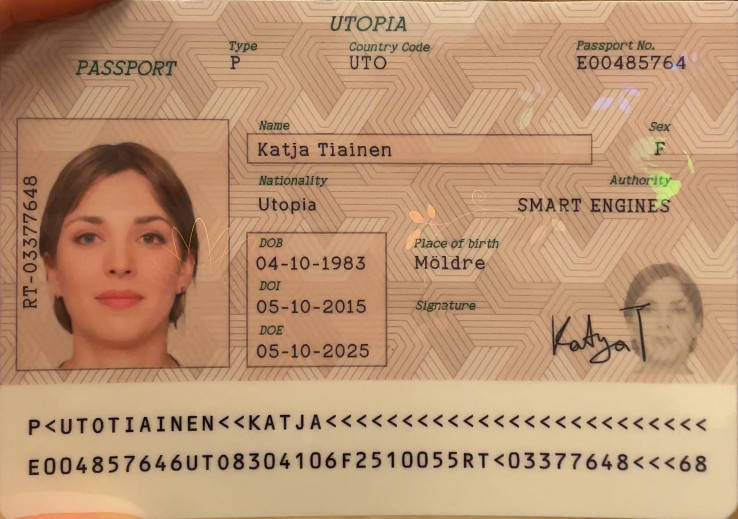 UTOPIA
PASSPORT
Type
P
Country Code
UTO
Passport No.
E00485764
Name
Katja Tiainen
Sex
F
Nationality
Utopia
Authority
SMART ENGINES
RT-03377648
DOB
04-10-1983
Place of birth
Möldre
DOI
05-10-2015
Signature
Katya T
DOE
05-10-2025
P<UTOTIAINEN<<KATJA<<<<<<<<<<<<<<<<<<<<<<<<<
E004857646UTO8304106F2510055RT<03377648<<<68